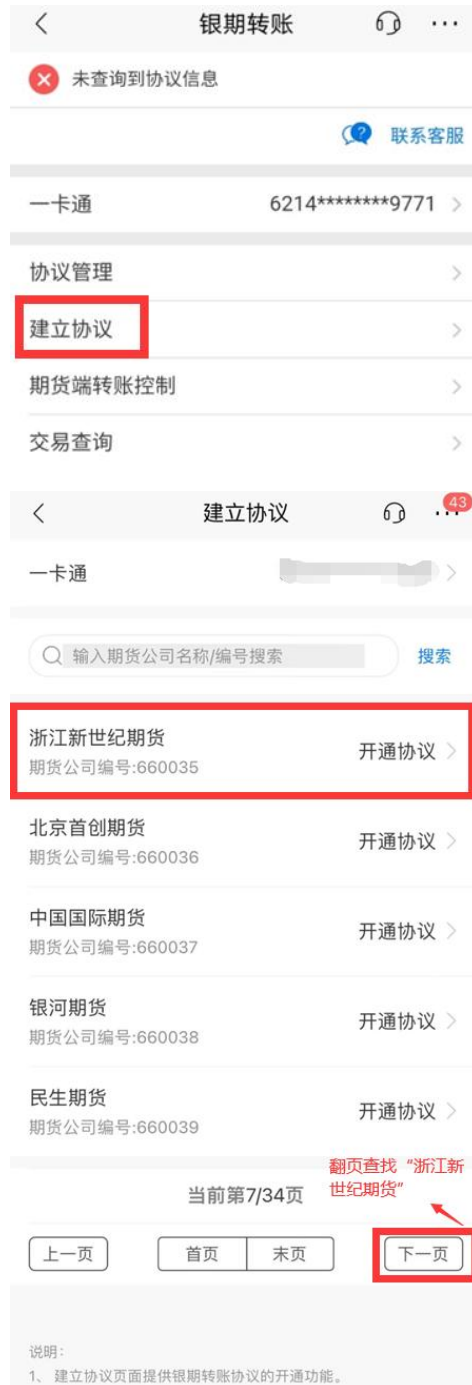 银期转账
未查询到协议信息
联系客服
一卡通 6214********9771
协议管理
建立协议
期货端转账控制
交易查询
建立协议 43
一卡通
输入期货公司名称/编号搜索 搜索
浙江新世纪期货
期货公司编号:660035
开通协议
北京首创期货
期货公司编号:660036
开通协议
中国国际期货
期货公司编号:660037
开通协议
银河期货
期货公司编号:660038
开通协议
民生期货
期货公司编号:660039
开通协议
翻页查找“浙江新
世纪期货”
当前第7/34页
上一页 首页 末页 下一页
说明:
1、 建立协议页面提供银期转账协议的开通功能。